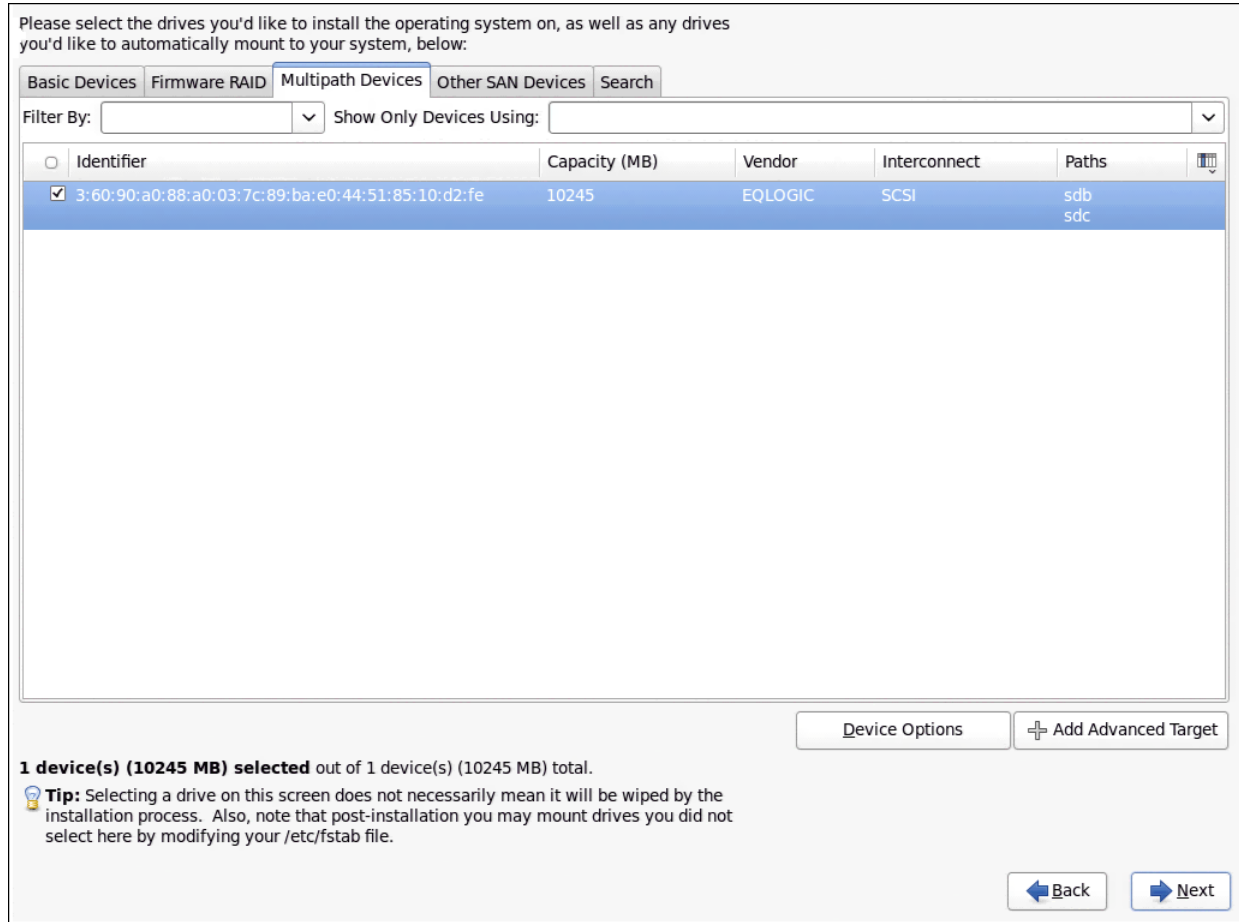 Please select the drives you'd like to install the operating system on, as well as any drives
you'd like to automatically mount to your system, below:
Basic Devices Firmware RAID Multipath Devices Other SAN Devices Search
Filter By: Show Only Devices Using:
Identifier Capacity (MB) Vendor Interconnect Paths
3:60:90:a0:88:a0:03:7c:89:ba:e0:44:51:85:10:d2:fe 10245 EQLOGIC SCSI sdb
sdc
Device Options Add Advanced Target
1 device(s) (10245 MB) selected out of 1 device(s) (10245 MB) total.
Tip: Selecting a drive on this screen does not necessarily mean it will be wiped by the
installation process. Also, note that post-installation you may mount drives you did not
select here by modifying your /etc/fstab file.
Back Next